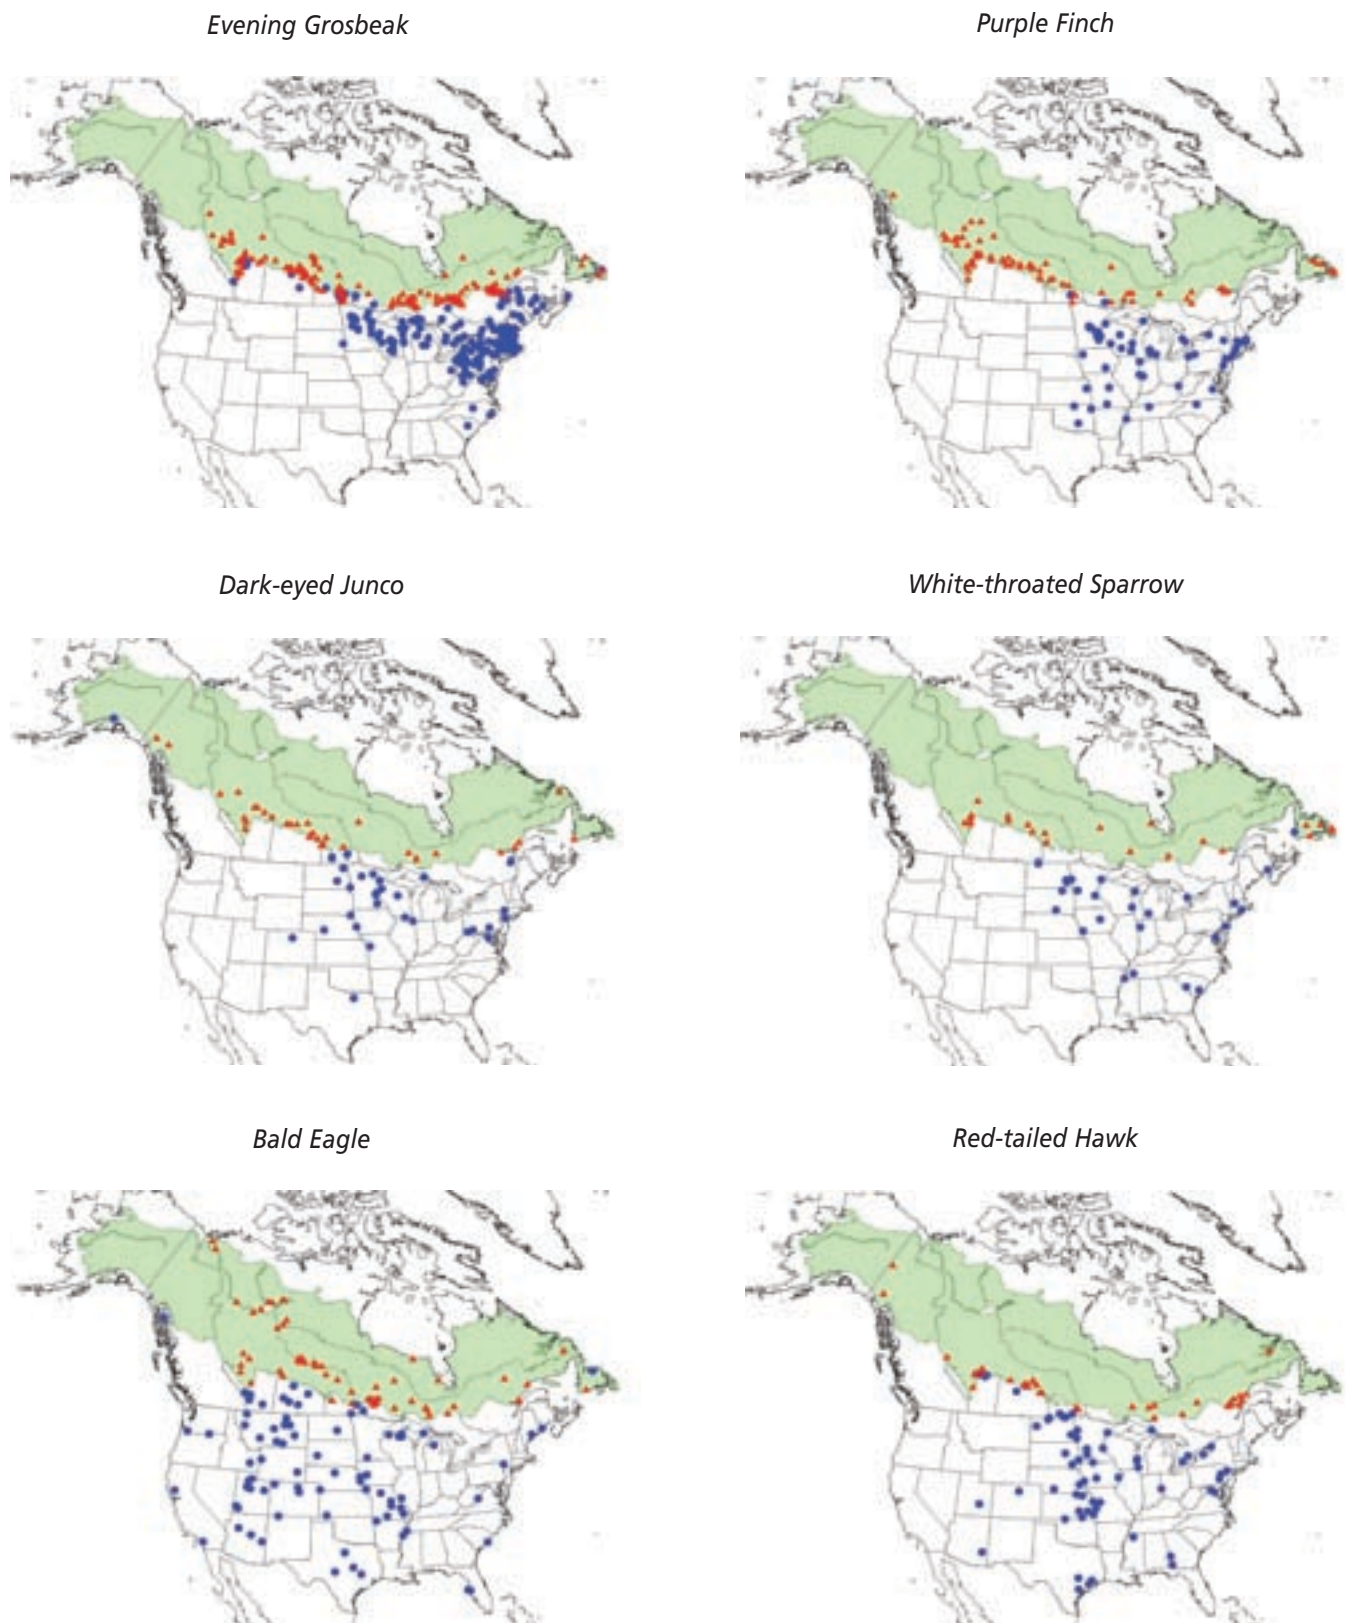 Evening Grosbeak
Purple Finch
Dark-eyed Junco
White-throated Sparrow
Bald Eagle
Red-tailed Hawk